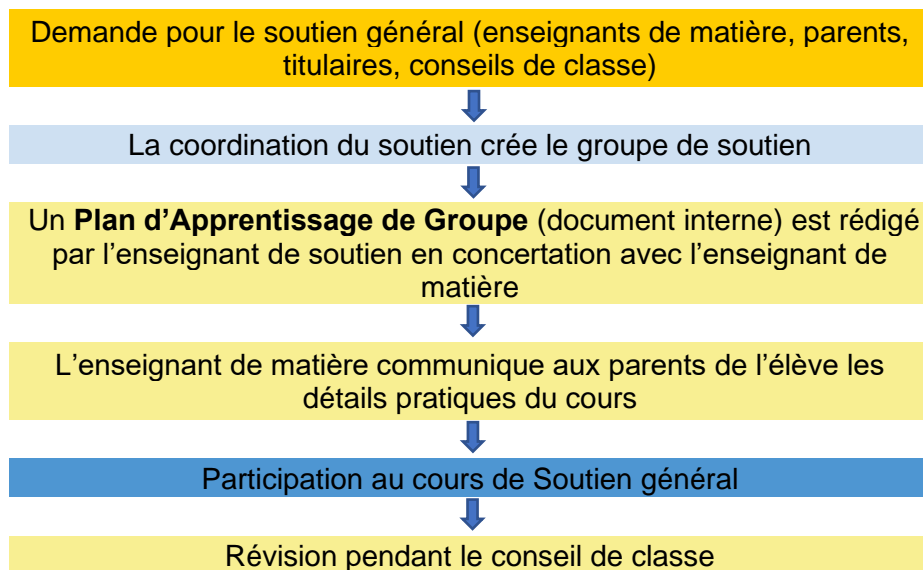 Demande pour le soutien général (enseignants de matière, parents,
titulaires, conseils de classe)
La coordination du soutien crée le groupe de soutien
Un Plan d’Apprentissage de Groupe (document interne) est rédigé
par l’enseignant de soutien en concertation avec l’enseignant de
matière
L’enseignant de matière communique aux parents de l’élève les
détails pratiques du cours
Participation au cours de Soutien général
Révision pendant le conseil de classe